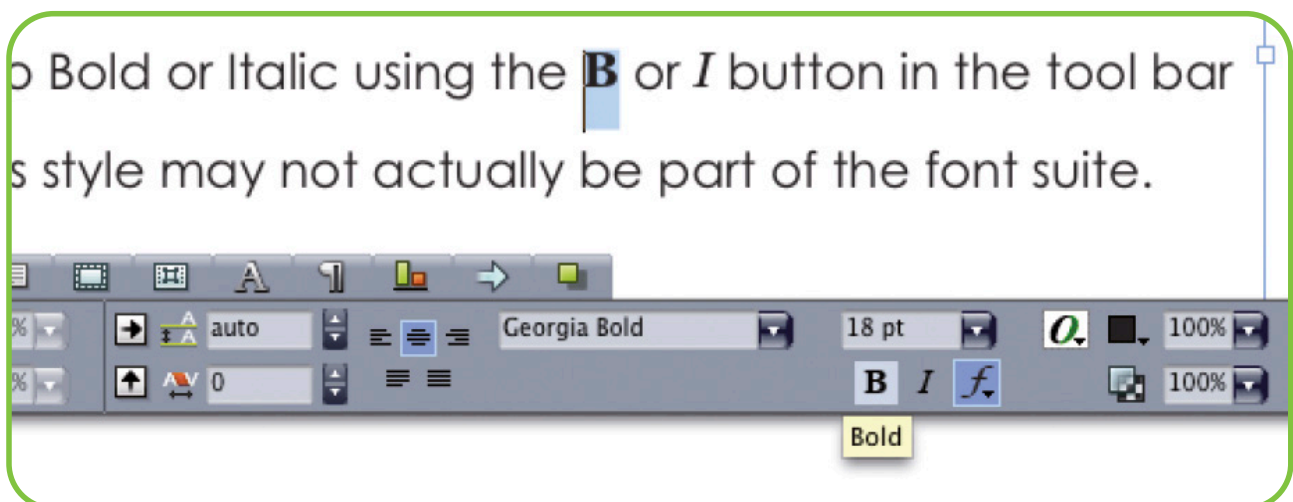 o Bold or Italic using the B or I button in the tool bar
s style may not actually be part of the font suite.
% auto Georgia Bold 18 pt 100%
% 0 B I f 100%
Bold